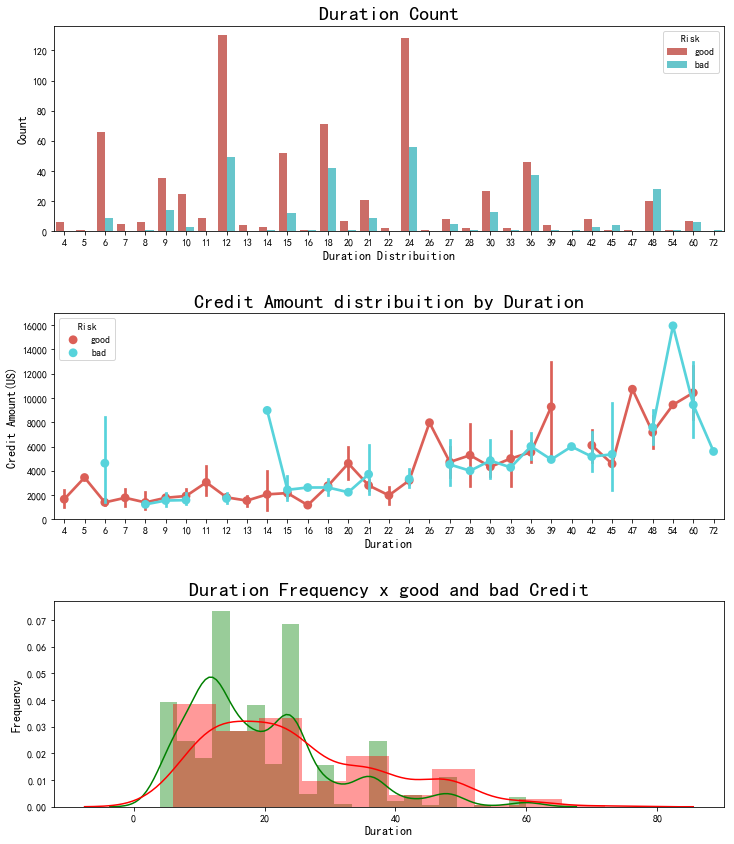 Duration Count
Risk
good
bad
Count
120
100
80
60
40
20
0
4 5 6 7 8 9 10 11 12 13 14 15 16 18 20 21 22 24 26 27 28 30 33 36 39 40 42 45 47 48 54 60 72
Duration Distribuition
Credit Amount distribuition by Duration
Risk
good
bad
Credit Amount(US)
16000
14000
12000
10000
8000
6000
4000
2000
0
4 5 6 7 8 9 10 11 12 13 14 15 16 18 20 21 22 24 26 27 28 30 33 36 39 40 42 45 47 48 54 60 72
Duration
Duration Frequency x good and bad Credit
Frequency
0.07
0.06
0.05
0.04
0.03
0.02
0.01
0.00
0 20 40 60 80
Duration